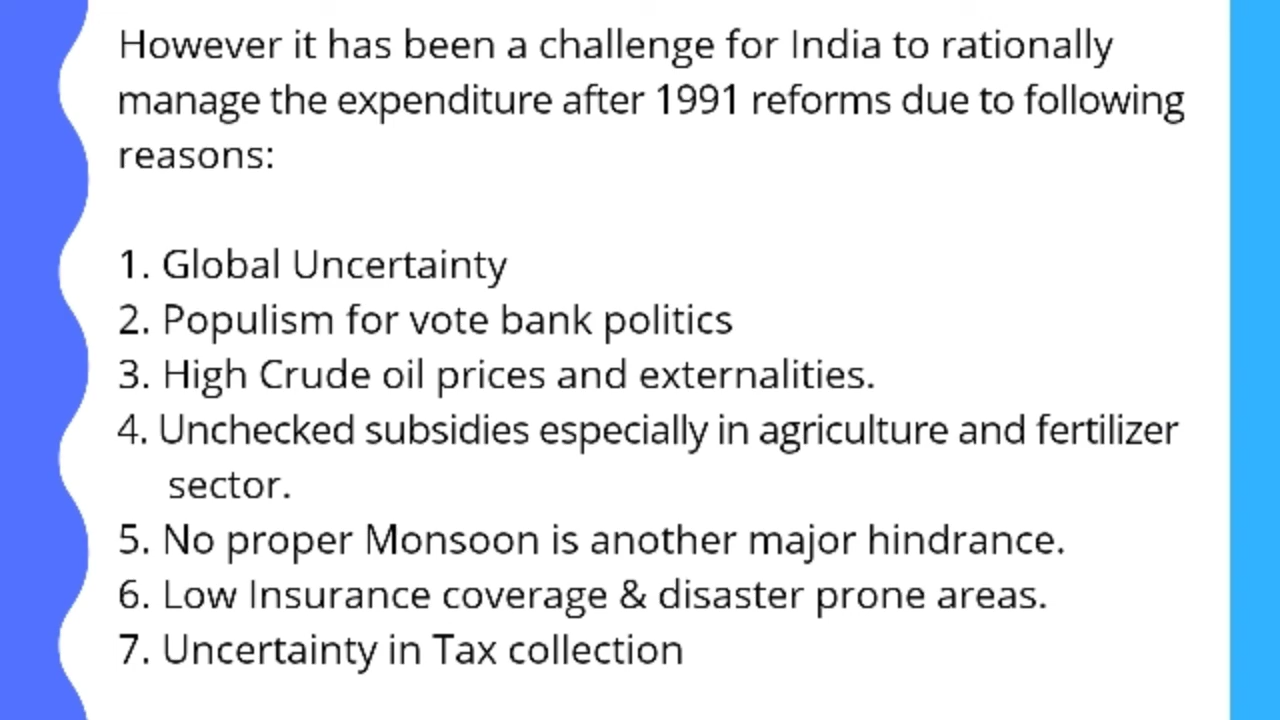 However it has been a challenge for India to rationally
manage the expenditure after 1991 reforms due to following
reasons:
1. Global Uncertainty
2. Populism for vote bank politics
3. High Crude oil prices and externalities.
4. Unchecked subsidies especially in agriculture and fertilizer
sector.
5. No proper Monsoon is another major hindrance.
6. Low Insurance coverage & disaster prone areas.
7. Uncertainty in Tax collection